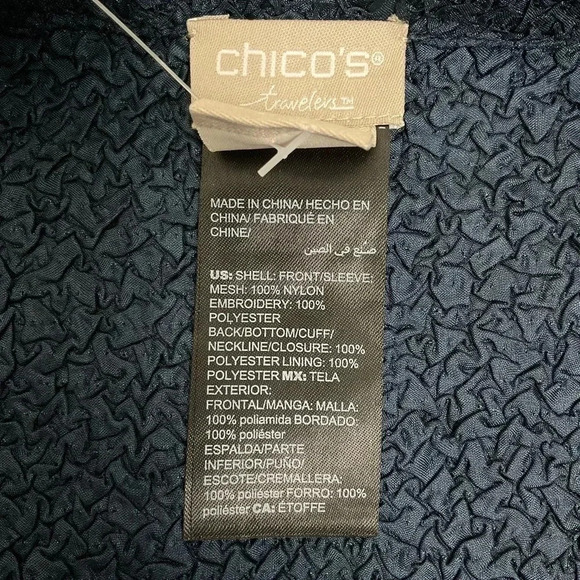 chico's®
travelers™
MADE IN CHINA/ HECHO EN
CHINA/ FABRIQUÉ EN
CHINE/
صُنع في الصين
US: SHELL: FRONT/SLEEVE:
MESH: 100% NYLON
EMBROIDERY: 100%
POLYESTER
BACK/BOTTOM/CUFF/
NECKLINE/CLOSURE: 100%
POLYESTER LINING: 100%
POLYESTER MX: TELA
EXTERIOR:
FRONTAL/MANGA: MALLA:
100% poliamida BORDADO:
100% poliéster
ESPALDA/PARTE
INFERIOR/PUÑO/
ESCOTE/CREMALLERA:
100% poliéster FORRO: 100%
poliéster CA: ÉTOFFE